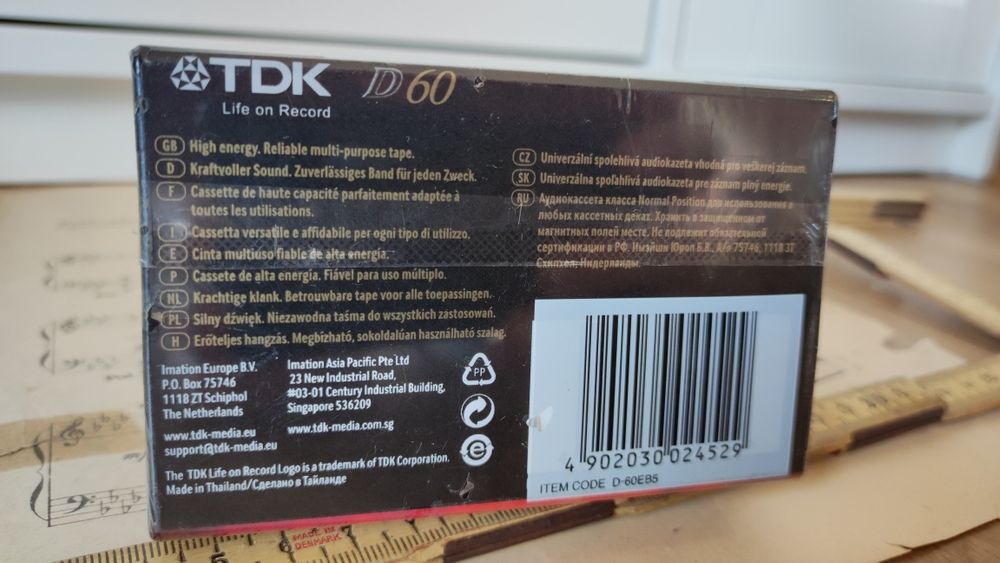 TDK D 60
Life on Record
GB High energy. Reliable multi-purpose tape.
D Kraftvoller Sound. Zuverlässiges Band für jeden Zweck.
F Cassette de haute capacité parfaitement adaptée à
toutes les utilisations.
I Cassetta versatile e affidabile per ogni tipo di utilizzo.
E Cinta multiuso fiable de alta energía.
P Cassete de alta energia. Fiável para uso múltiplo.
NL Krachtige klank. Betrouwbare tape voor alle toepassingen.
PL Silny dźwięk. Niezawodna taśma do wszystkich zastosowań.
H Erőteljes hangzás. Megbízható, sokoldalúan használható szalag.
CZ Univerzální spolehlivá audiokazeta vhodná pro veškerej záznam.
SK Univerzálna spoľahlivá audiokazeta pre záznam plný energie.
RU Аудиокассета класса Normal Position для использования в
любых кассетных деках. Хранить в защищенном от
магнитных полей месте. Не подлежит обязательной
сертификации в РФ. Имэйшн Юроп Б.В., А/я 75746, 1118 ЗТ
Схипхол, Нидерланды.
Imation Europe B.V.
P.O. Box 75746
1118 ZT Schiphol
The Netherlands
www.tdk-media.eu
support@tdk-media.eu
Imation Asia Pacific Pte Ltd
23 New Industrial Road,
#03-01 Century Industrial Building,
Singapore 536209
www.tdk-media.com.sg
PP
e
The TDK Life on Record Logo is a trademark of TDK Corporation.
Made in Thailand/Сделано в Таиланде
4 902030 024529
ITEM CODE D-60EB5
MADE IN
DENMARK
5 6 7